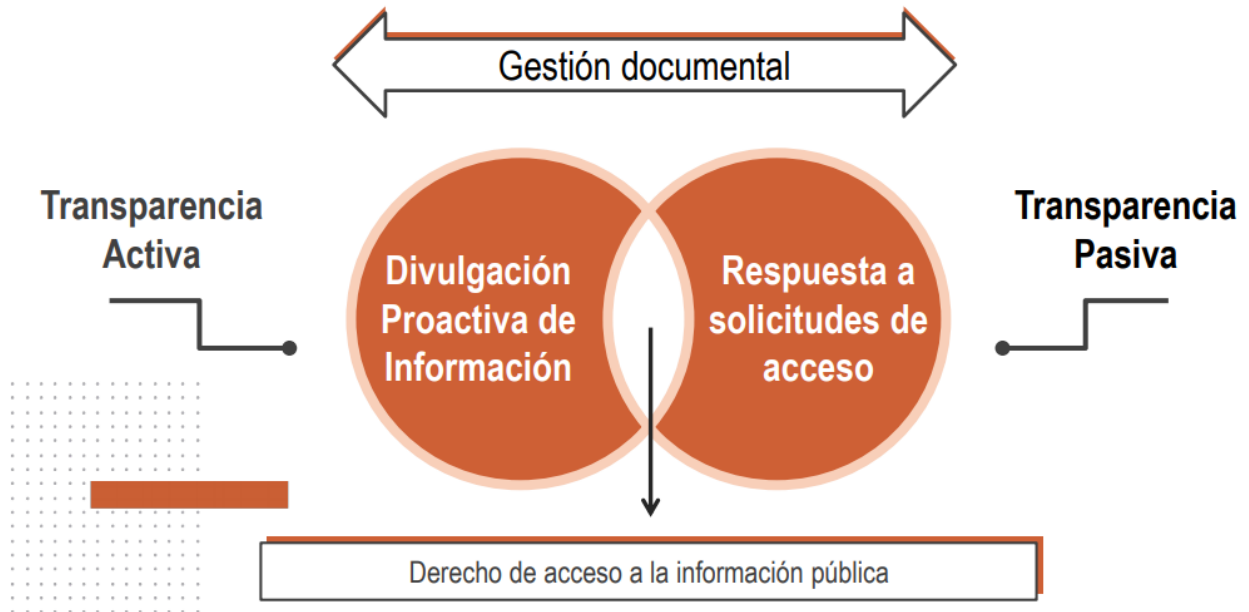 Gestión documental
Transparencia
Activa
Divulgación
Proactiva de
Información
Respuesta a
solicitudes de
acceso
Transparencia
Pasiva
Derecho de acceso a la información pública